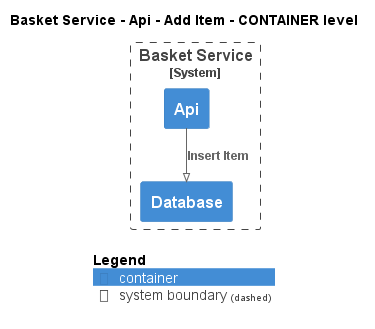 Basket Service - Api - Add Item - CONTAINER level
Basket Service
[System]
Api
Insert Item
Database
Legend
container
system boundary (dashed)